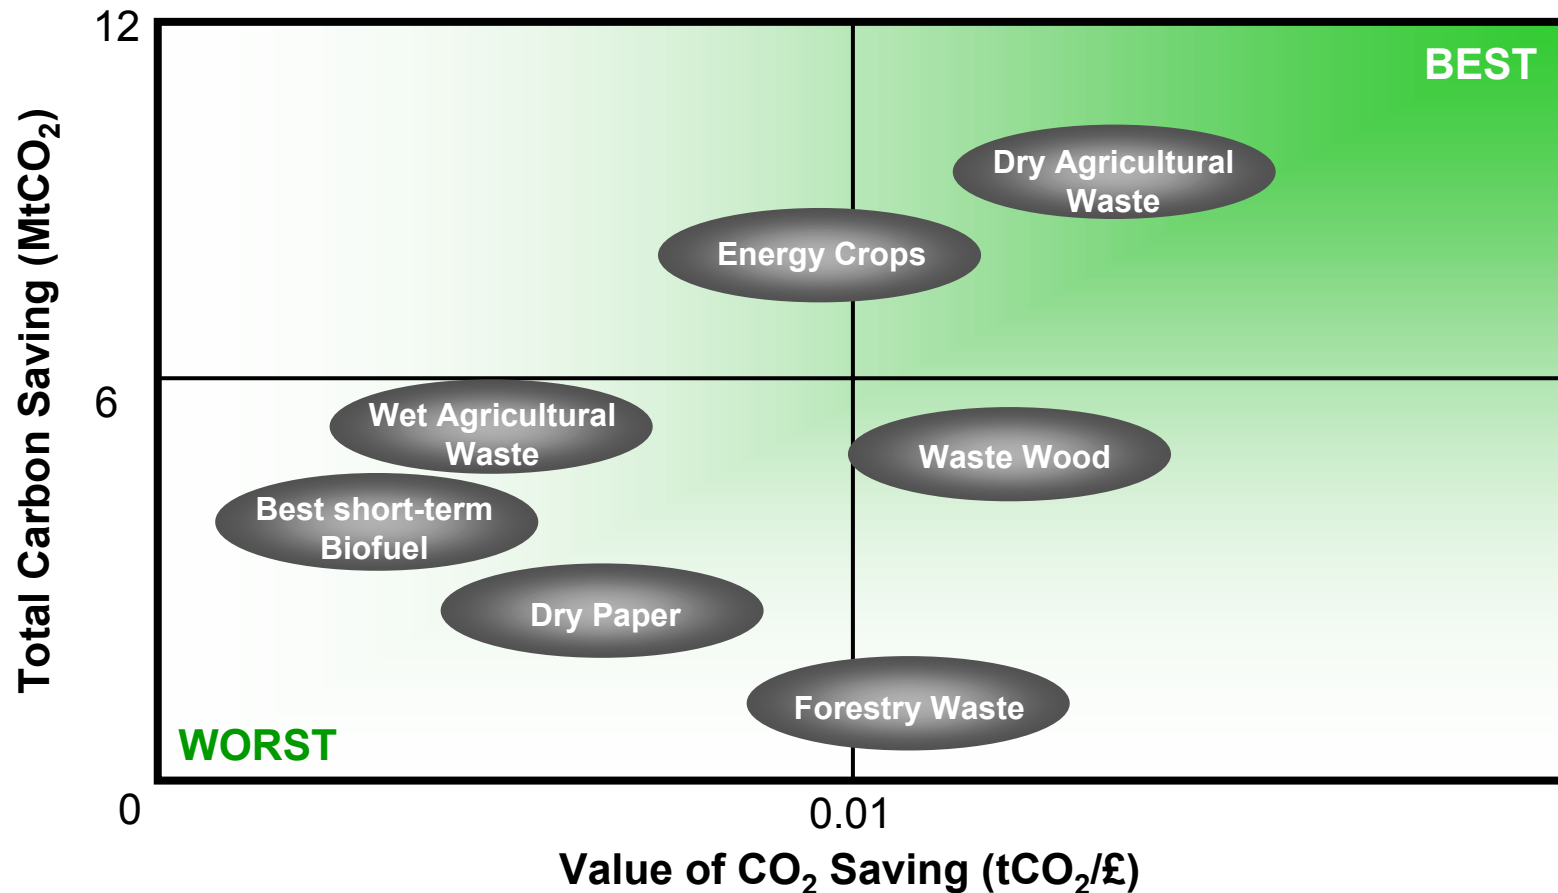 12
BEST
Dry Agricultural
Waste
Energy Crops
Total Carbon Saving (MtCO₂)
6
Wet Agricultural
Waste
Waste Wood
Best short-term
Biofuel
Dry Paper
Forestry Waste
WORST
0
0.01
Value of CO₂ Saving (tCO₂/£)